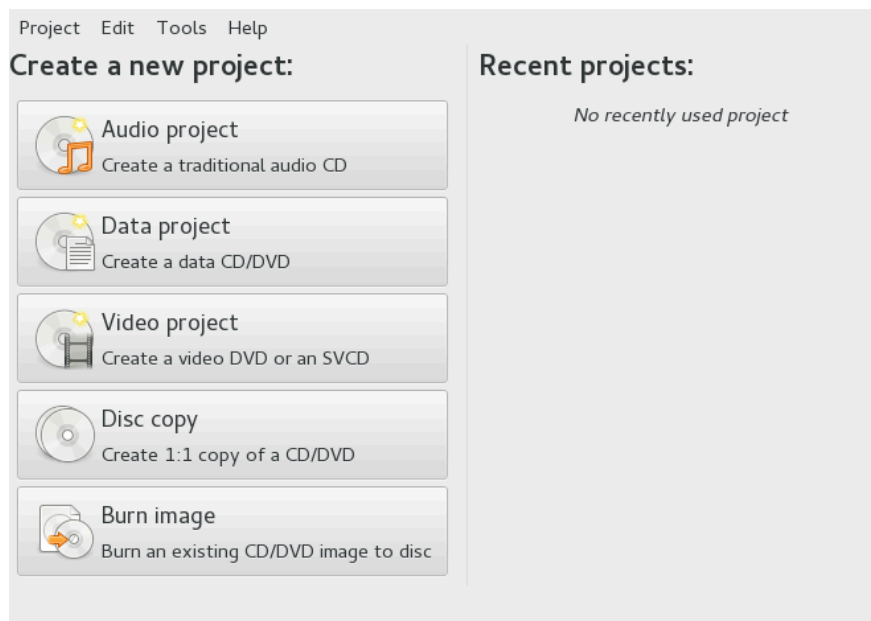 Project Edit Tools Help
Create a new project:
Audio project
Create a traditional audio CD
Data project
Create a data CD/DVD
Video project
Create a video DVD or an SVCD
Disc copy
Create 1:1 copy of a CD/DVD
Burn image
Burn an existing CD/DVD image to disc
Recent projects:
No recently used project